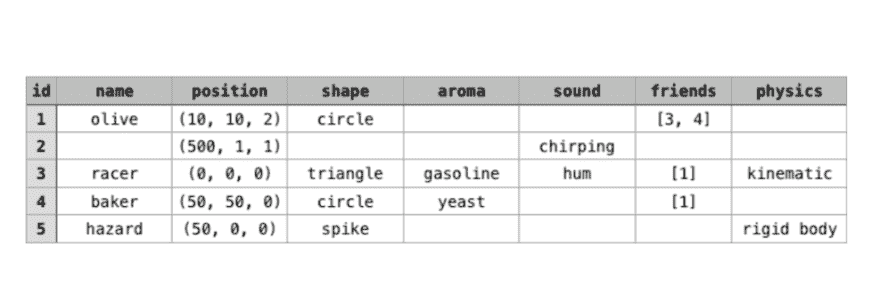 id name position shape aroma sound friends physics
1 olive (10, 10, 2) circle [3, 4]
2 (500, 1, 1) chirping
3 racer (0, 0, 0) triangle gasoline hum [1] kinematic
4 baker (50, 50, 0) circle yeast [1]
5 hazard (50, 0, 0) spike rigid body